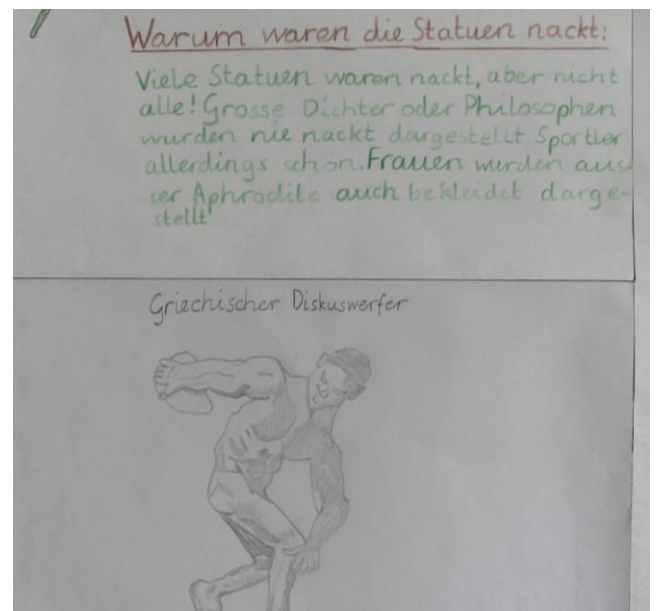 Warum waren die Statuen nackt:
Viele Statuen waren nackt, aber nicht
alle! Grosse Dichter oder Philosophen
wurden nie nackt dargestellt. Sportler
allerdings schon. Frauen wurden aus-
ser Aphrodite auch bekleidet darge-
stellt
Griechischer Diskuswerfer